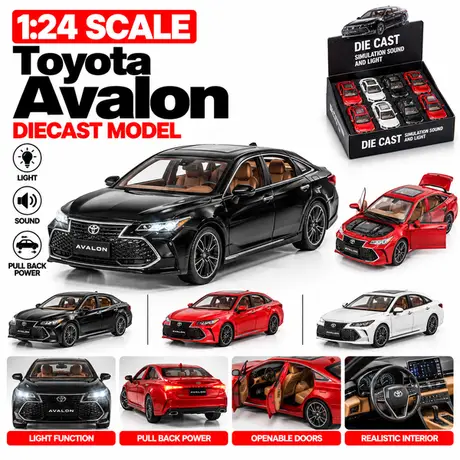 1:24 SCALE
Toyota
Avalon
DIECAST MODEL
LIGHT
SOUND
PULL BACK
POWER
DIE CAST
SIMULATION SOUND
AND LIGHT
DIE CAST
SIMULATION SOUND
AND LIGHT
AVALON
AVALON
LIGHT FUNCTION
PULL BACK POWER
OPENABLE DOORS
REALISTIC INTERIOR